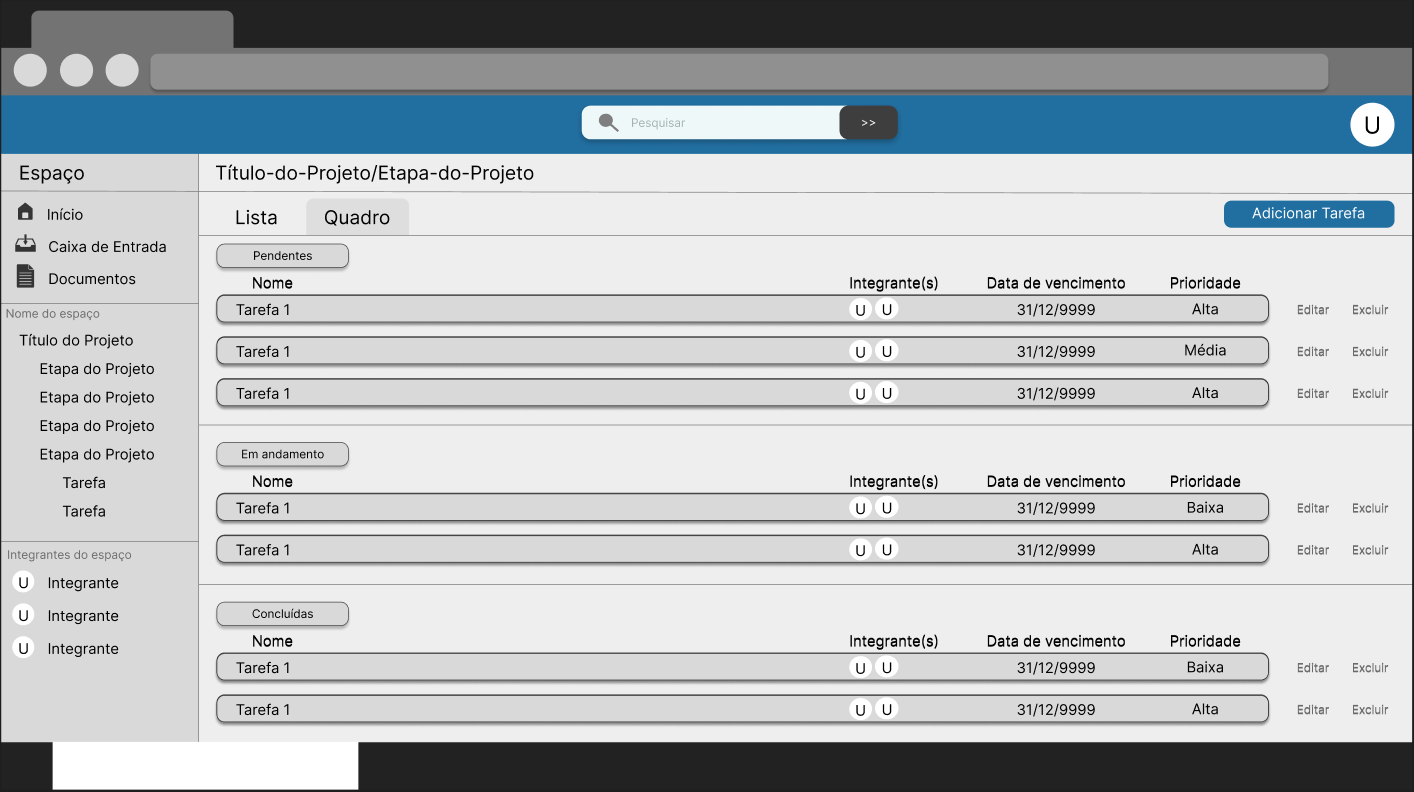 Pesquisar >> U
Espaço
Início
Caixa de Entrada
Documentos
Nome do espaço
Título do Projeto
Etapa do Projeto
Etapa do Projeto
Etapa do Projeto
Etapa do Projeto
Tarefa
Tarefa
Integrantes do espaço
U Integrante
U Integrante
U Integrante
Título-do-Projeto/Etapa-do-Projeto
Lista Quadro Adicionar Tarefa
Pendentes
Nome Integrante(s) Data de vencimento Prioridade
Tarefa 1 U U 31/12/9999 Alta Editar Excluir
Tarefa 1 U U 31/12/9999 Média Editar Excluir
Tarefa 1 U U 31/12/9999 Alta Editar Excluir
Em andamento
Nome Integrante(s) Data de vencimento Prioridade
Tarefa 1 U U 31/12/9999 Baixa Editar Excluir
Tarefa 1 U U 31/12/9999 Alta Editar Excluir
Concluídas
Nome Integrante(s) Data de vencimento Prioridade
Tarefa 1 U U 31/12/9999 Baixa Editar Excluir
Tarefa 1 U U 31/12/9999 Alta Editar Excluir